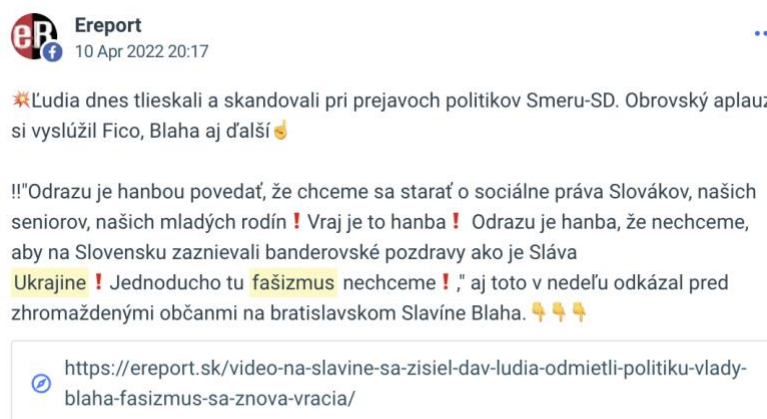 eR
Ereport
10 Apr 2022 20:17
💥Ľudia dnes tlieskali a skandovali pri prejavoch politikov Smeru-SD. Obrovský aplauz
si vyslúžil Fico, Blaha aj ďalší☝️
‼"Odrazu je hanbou povedať, že chceme sa starať o sociálne práva Slovákov, našich
seniorov, našich mladých rodín❗ Vraj je to hanba❗ Odrazu je hanba, že nechceme,
aby na Slovensku zaznievali banderovské pozdravy ako je Sláva
Ukrajine❗ Jednoducho tu fašizmus nechceme❗," aj toto v nedeľu odkázal pred
zhromaždenými občanmi na bratislavskom Slavíne Blaha.👇👇👇
https://ereport.sk/video-na-slavine-sa-zisiel-dav-ludia-odmietli-politiku-vlady-
blaha-fasizmus-sa-znova-vracia/